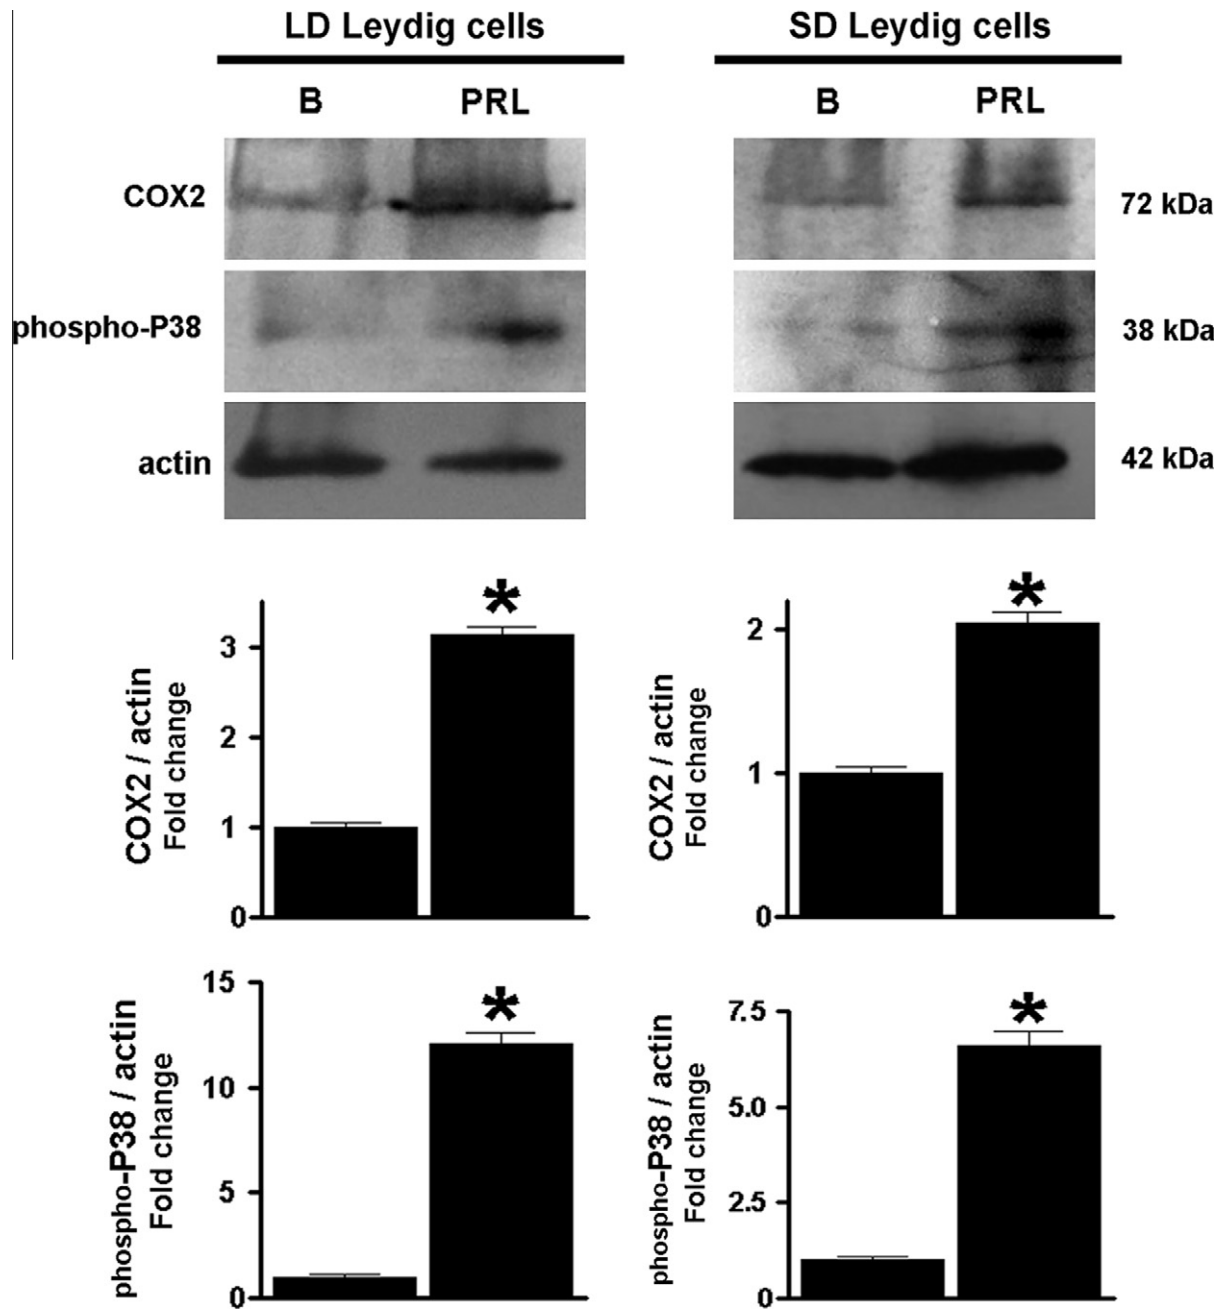 LD Leydig cells
SD Leydig cells
B
PRL
B
PRL
COX2
72 kDa
phospho-P38
38 kDa
actin
42 kDa
*
3
2
1
0
COX2 / actin
Fold change
*
2
1
0
COX2 / actin
Fold change
*
15
10
5
0
phospho-P38 / actin
Fold change
*
7.5
5.0
2.5
0
phospho-P38 / actin
Fold change